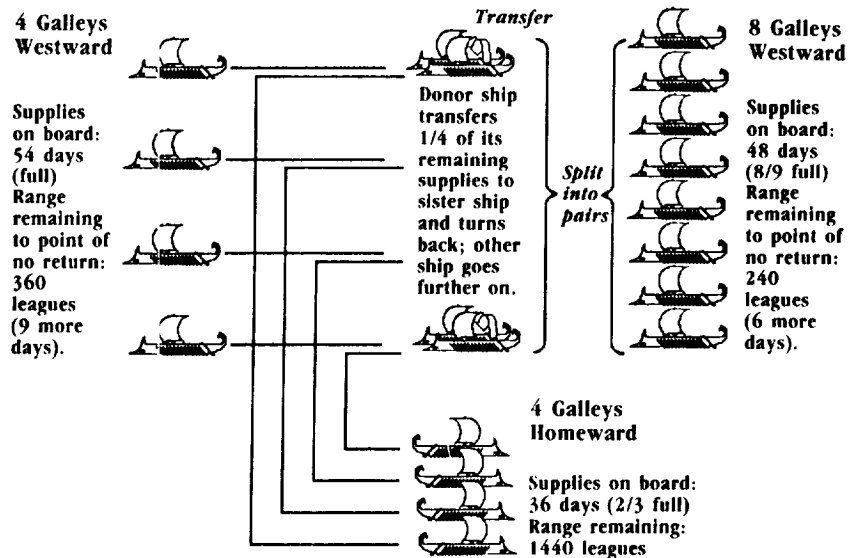 4 Galleys
Westward
Supplies
on board:
54 days
(full)
Range
remaining
to point of
no return:
360
leagues
(9 more
days).
Transfer
Donor ship
transfers
1/4 of its
remaining
supplies to
sister ship
and turns
back; other
ship goes
further on.
Split
into
pairs
8 Galleys
Westward
Supplies
on board:
48 days
(8/9 full)
Range
remaining
to point of
no return:
240
leagues
(6 more
days).
4 Galleys
Homeward
Supplies on board:
36 days (2/3 full)
Range remaining:
1440 leagues